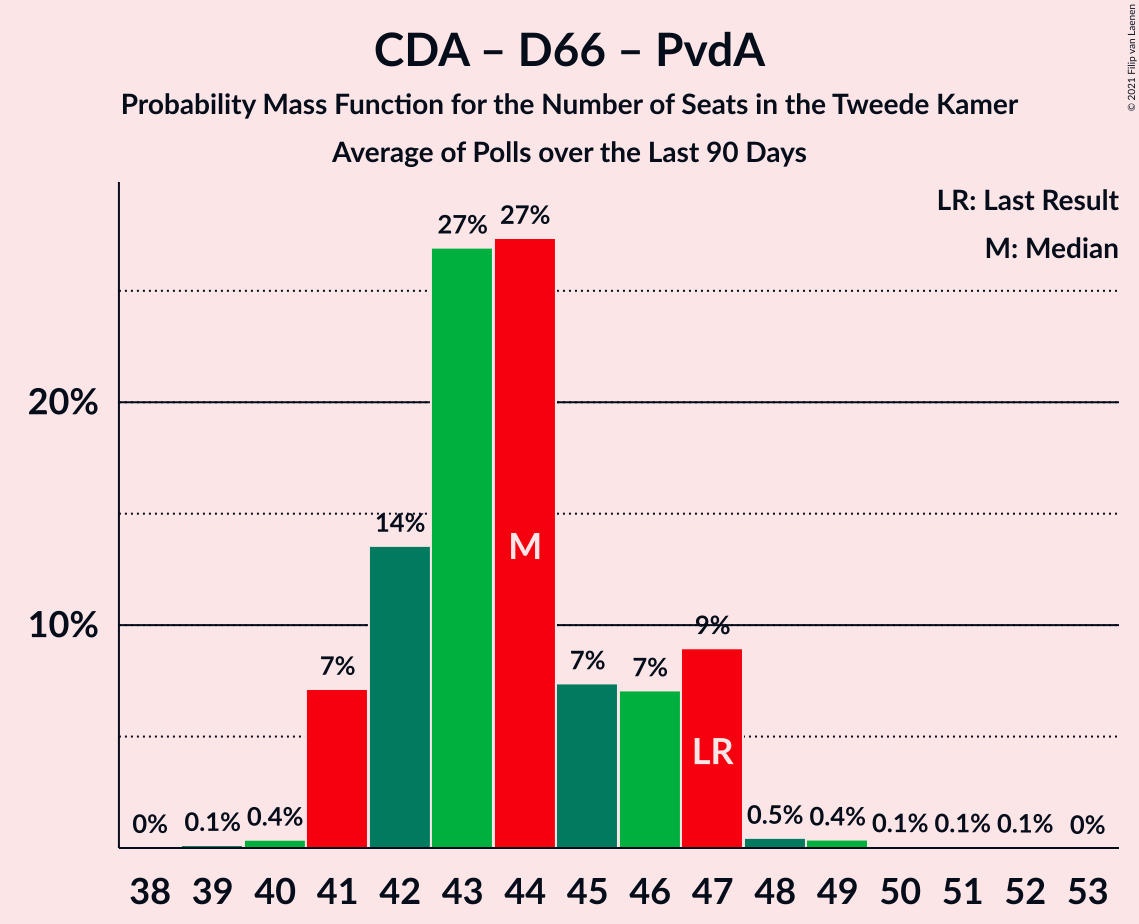 CDA – D66 – PvdA
Probability Mass Function for the Number of Seats in the Tweede Kamer
Average of Polls over the Last 90 Days
© 2021 Filip van Laenen
LR: Last Result
M: Median
20%
10%
0%
0.1%
0.4%
7%
14%
27%
27%
7%
7%
9%
0.5%
0.4%
0.1%
0.1%
0.1%
0%
M
LR
38 39 40 41 42 43 44 45 46 47 48 49 50 51 52 53